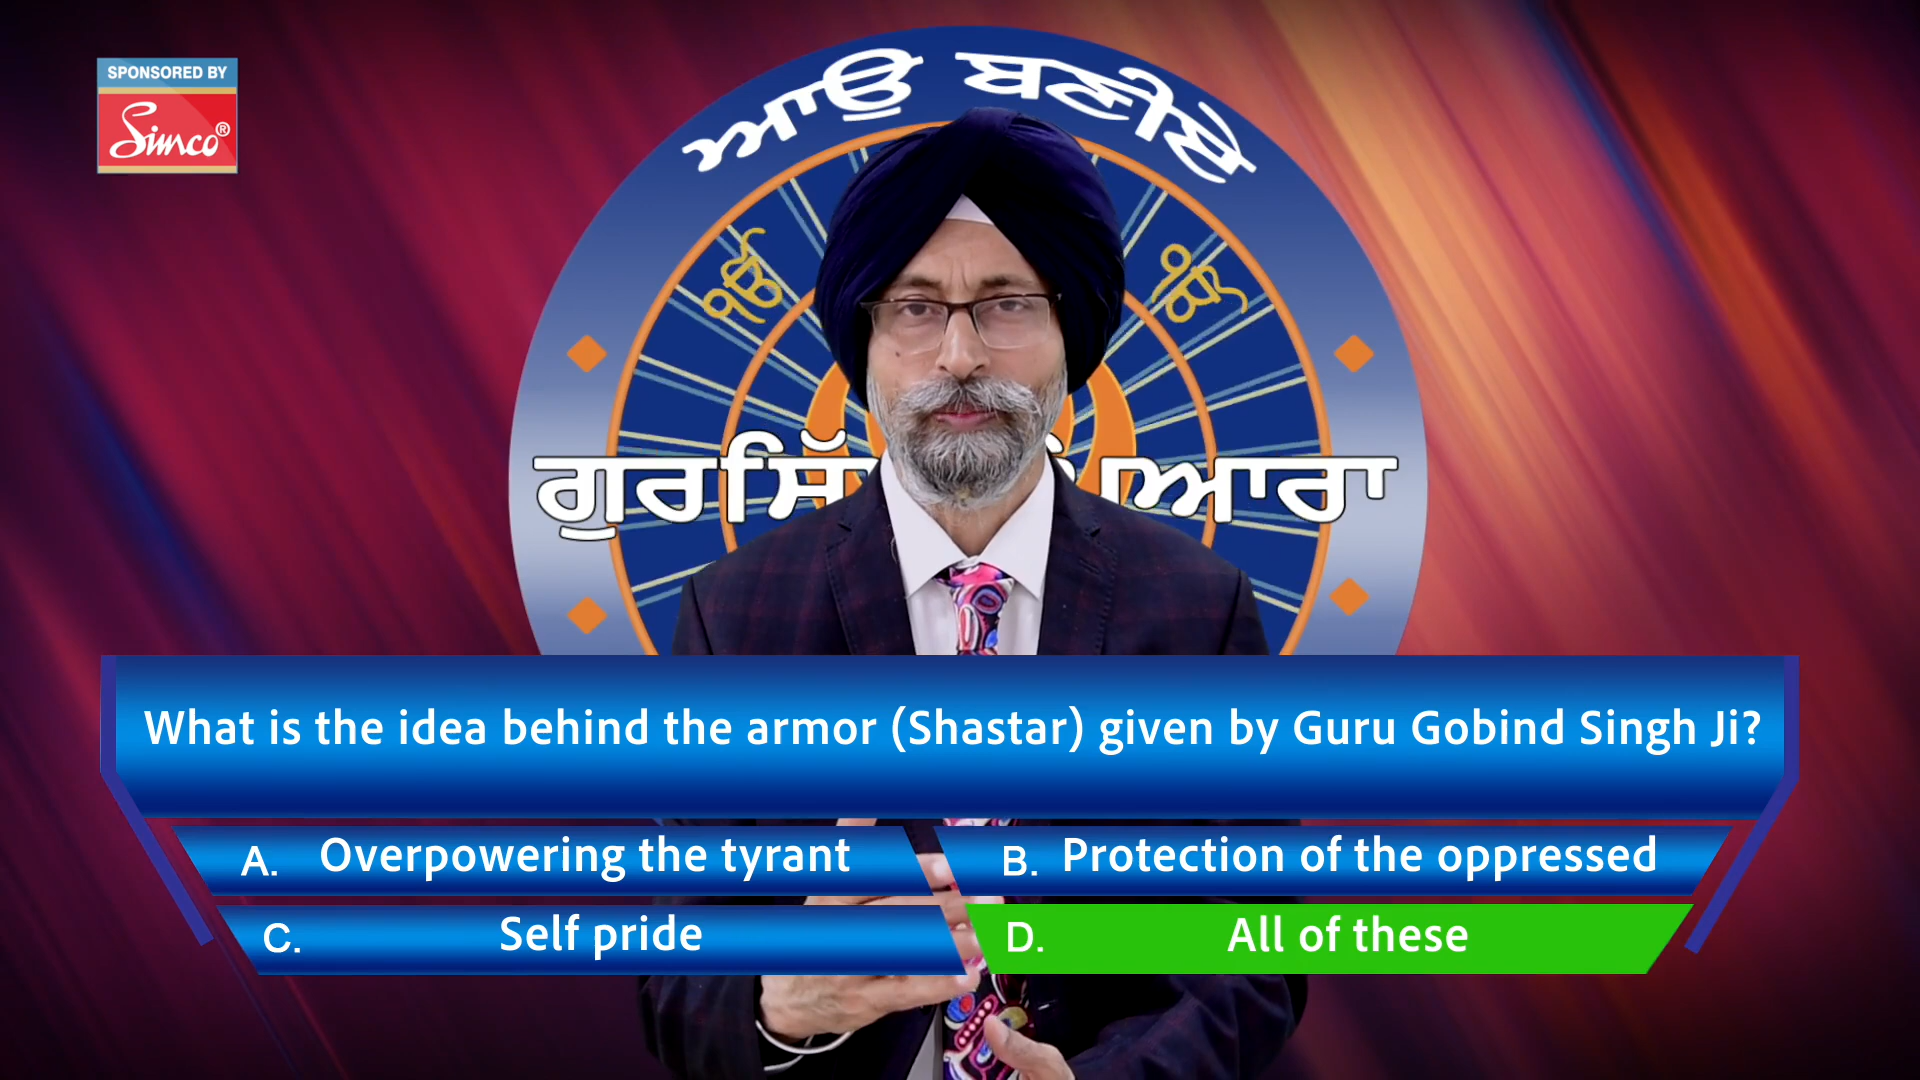 SPONSORED BY
Simco®
ਆਉ ਬਣੀਏ
ੴ ੴ
What is the idea behind the armor (Shastar) given by Guru Gobind Singh Ji?
A. Overpowering the tyrant
B. Protection of the oppressed
C. Self pride
D. All of these